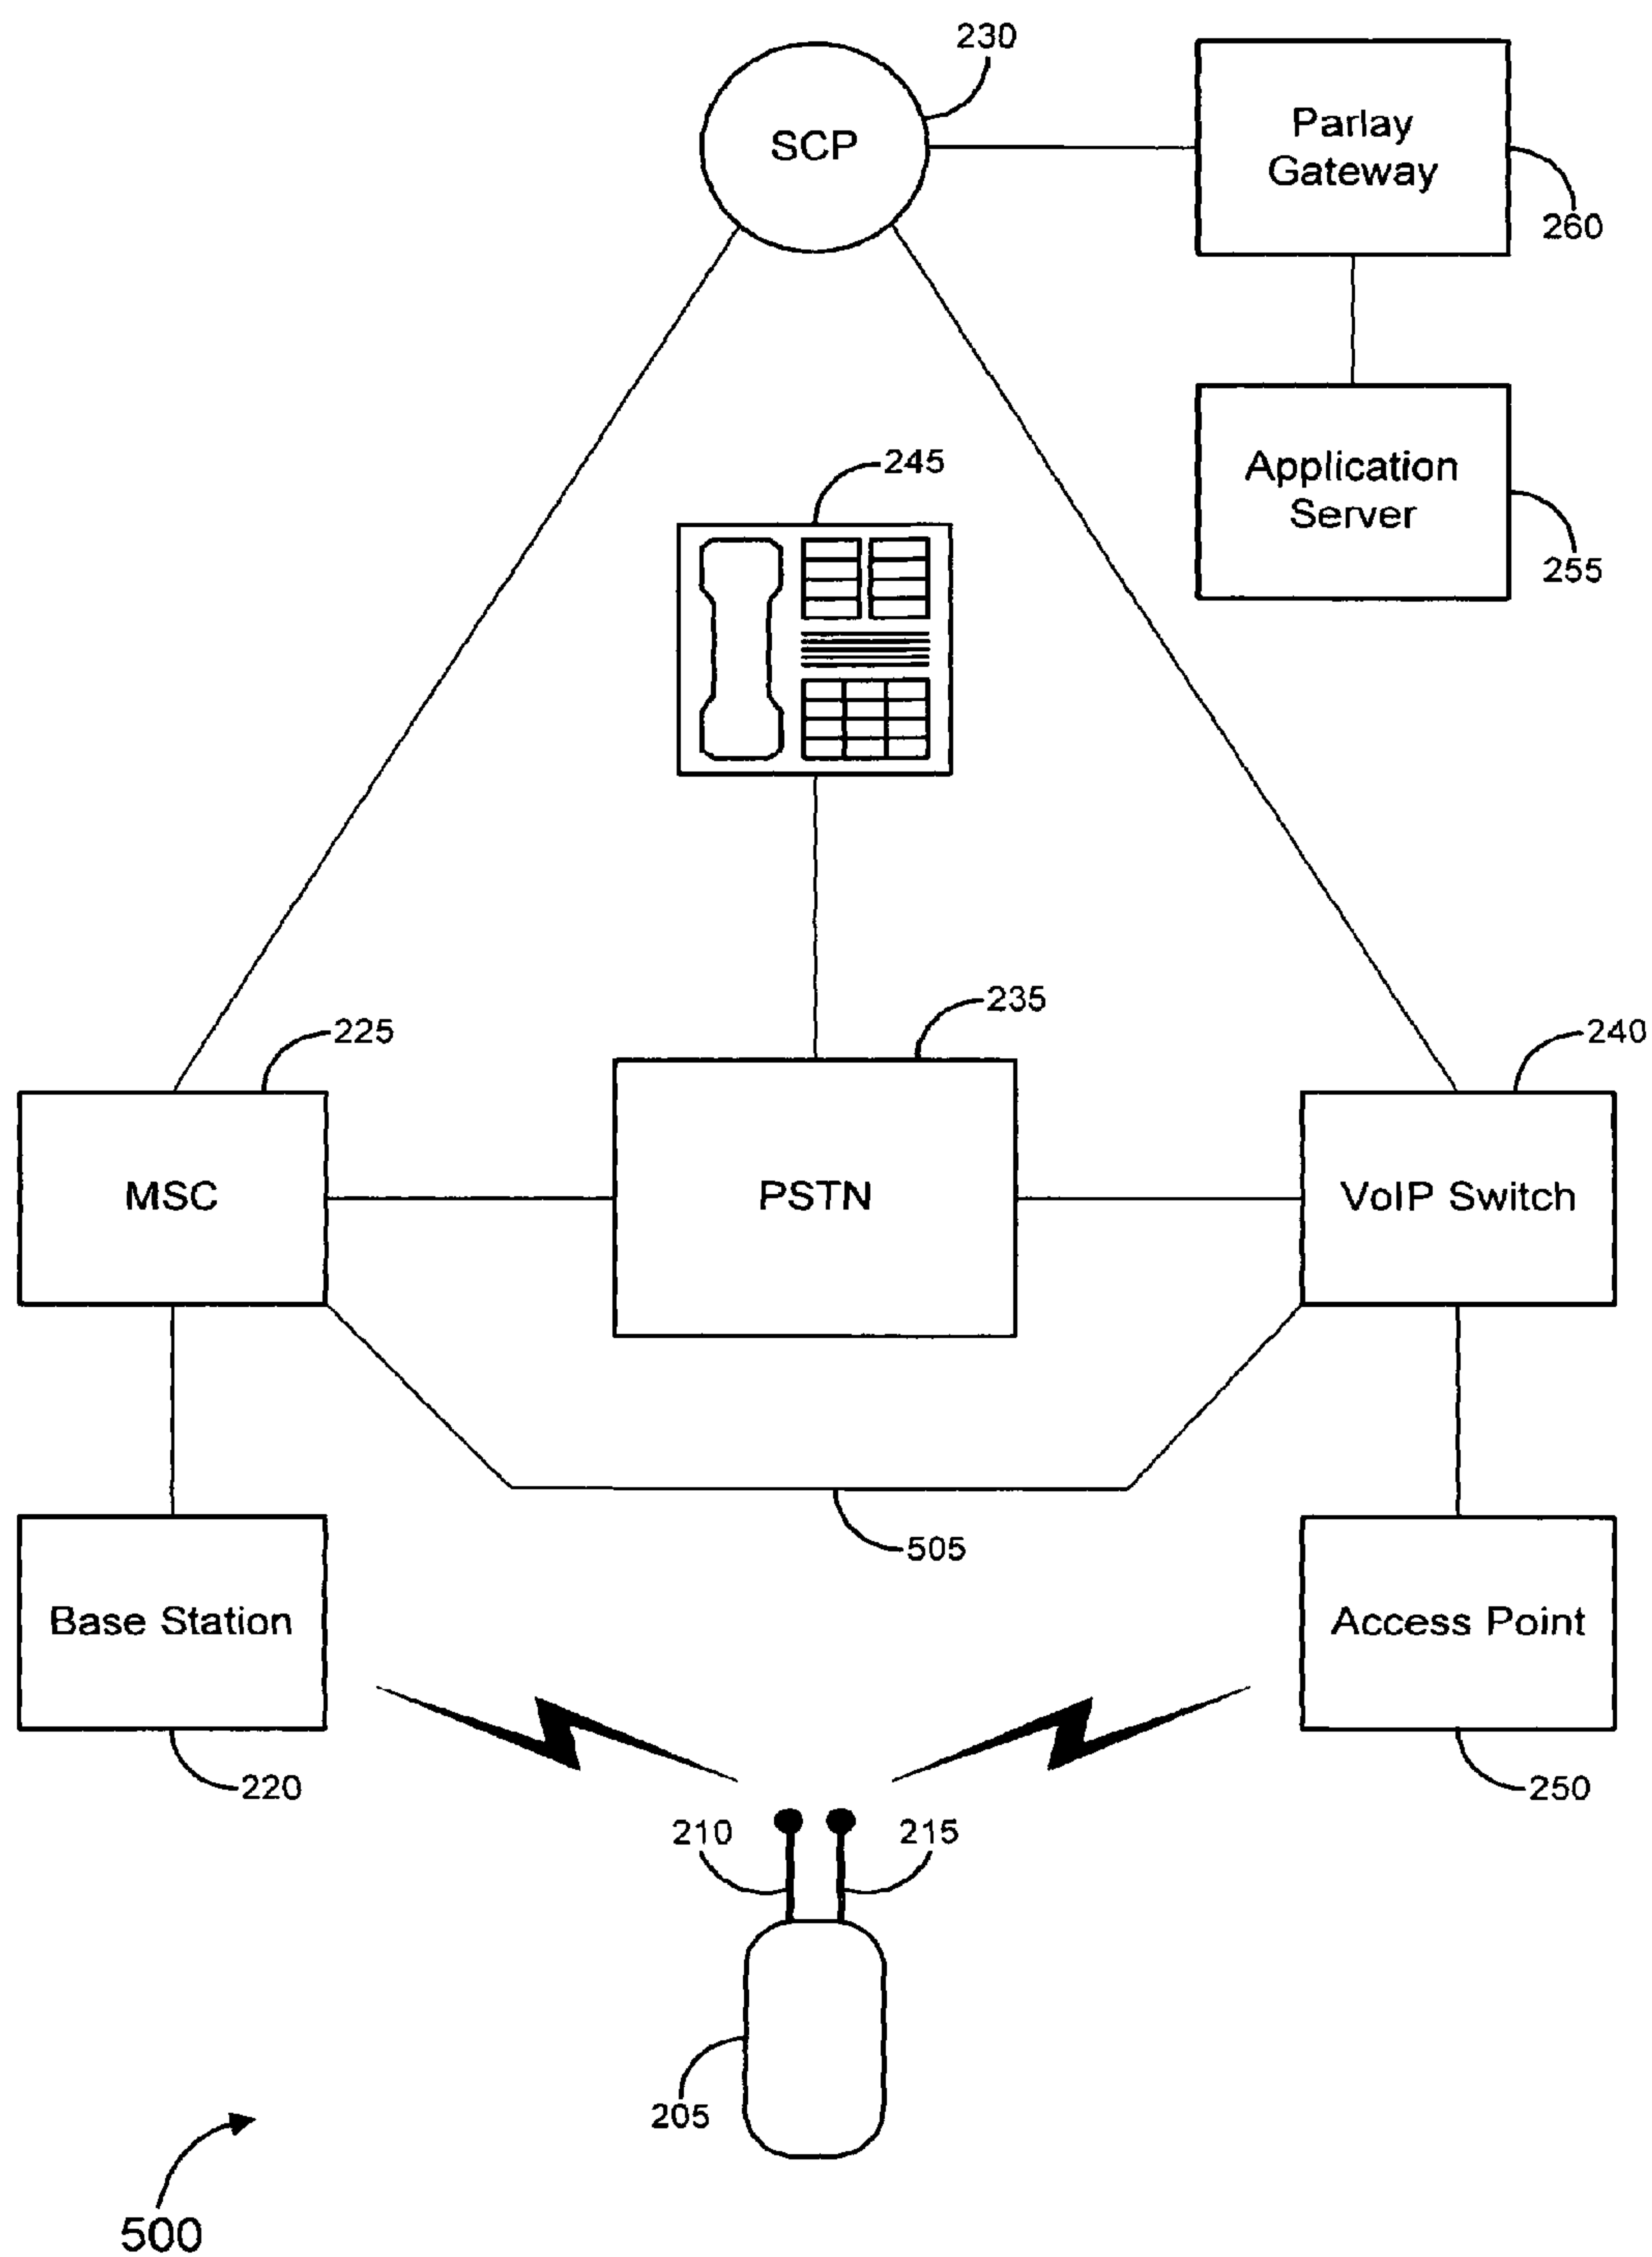 230
SCP
Parlay
Gateway
260
245
Application
Server
255
235
225
240
MSC
PSTN
VoIP Switch
505
Base Station
Access Point
220
250
210
215
205
500